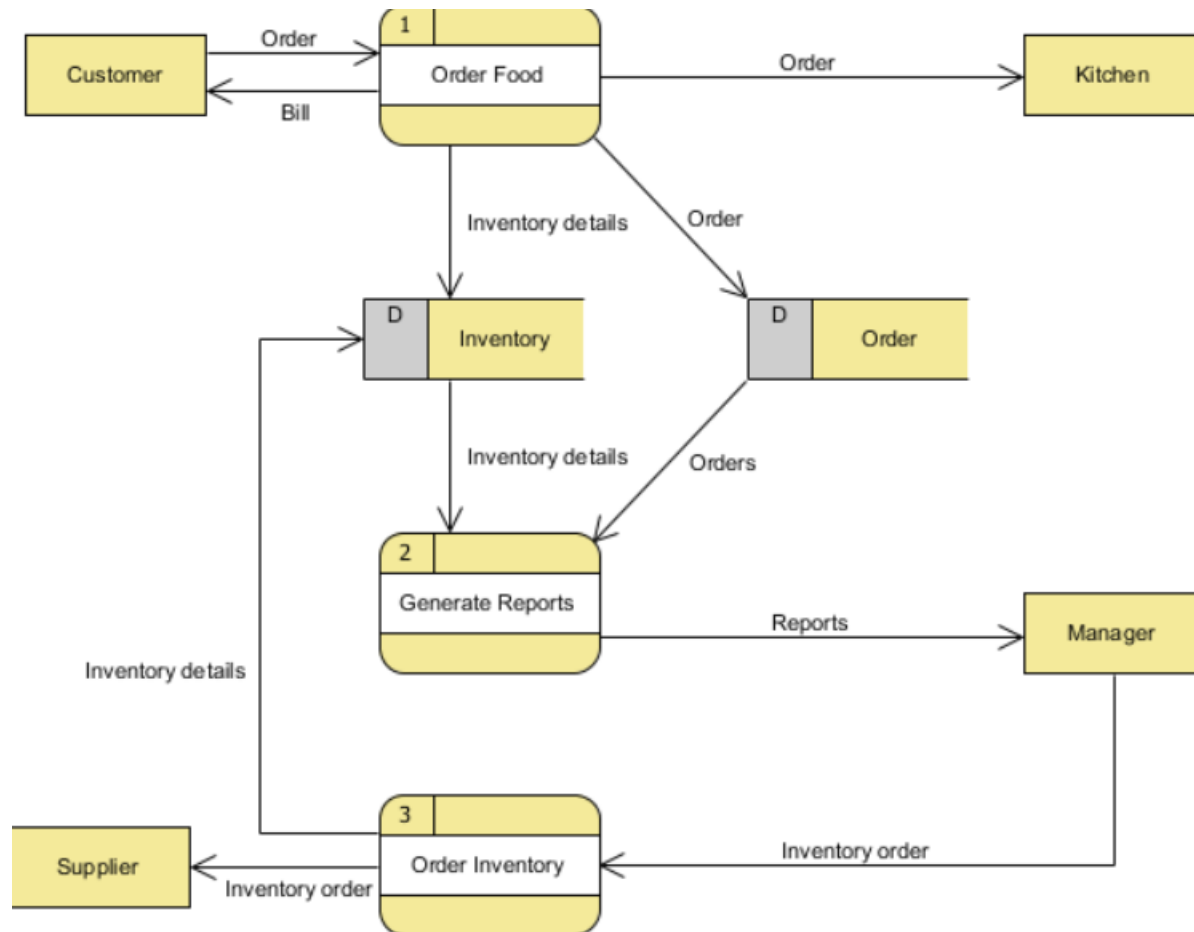 1
Order
Order
Customer
Order Food
Kitchen
Bill
Inventory details
Order
D
D
Inventory
Order
Inventory details
Orders
2
Generate Reports
Reports
Manager
Inventory details
3
Inventory order
Supplier
Order Inventory
Inventory order